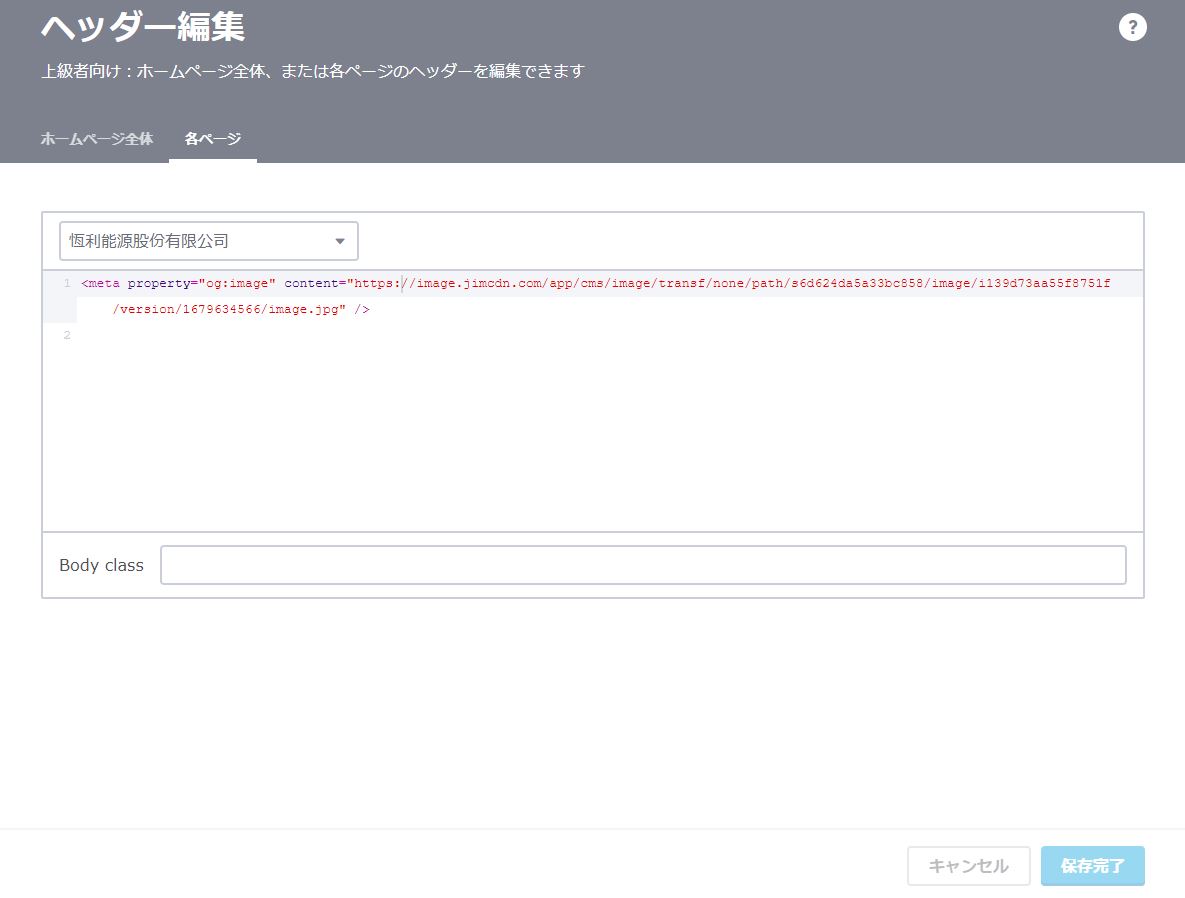 ヘッダー編集
?
上級者向け：ホームページ全体、または各ページのヘッダーを編集できます
ホームページ全体 各ページ
恆利能源股份有限公司
1 <meta property="og:image" content="https://image.jimcdn.com/app/cms/image/transf/none/path/s6d624da5a33bc858/image/i139d73aa55f8751f
/version/1679634566/image.jpg" />
2
Body class
キャンセル 保存完了